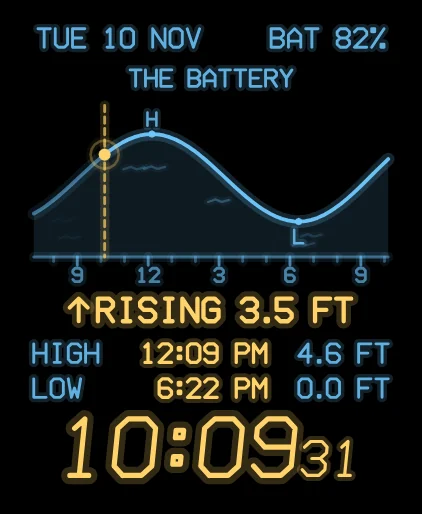 TUE 10 NOV BAT 82%
THE BATTERY
H
L
9 12 3 6 9
↑RISING 3.5 FT
HIGH 12:09 PM 4.6 FT
LOW 6:22 PM 0.0 FT
10:09 31